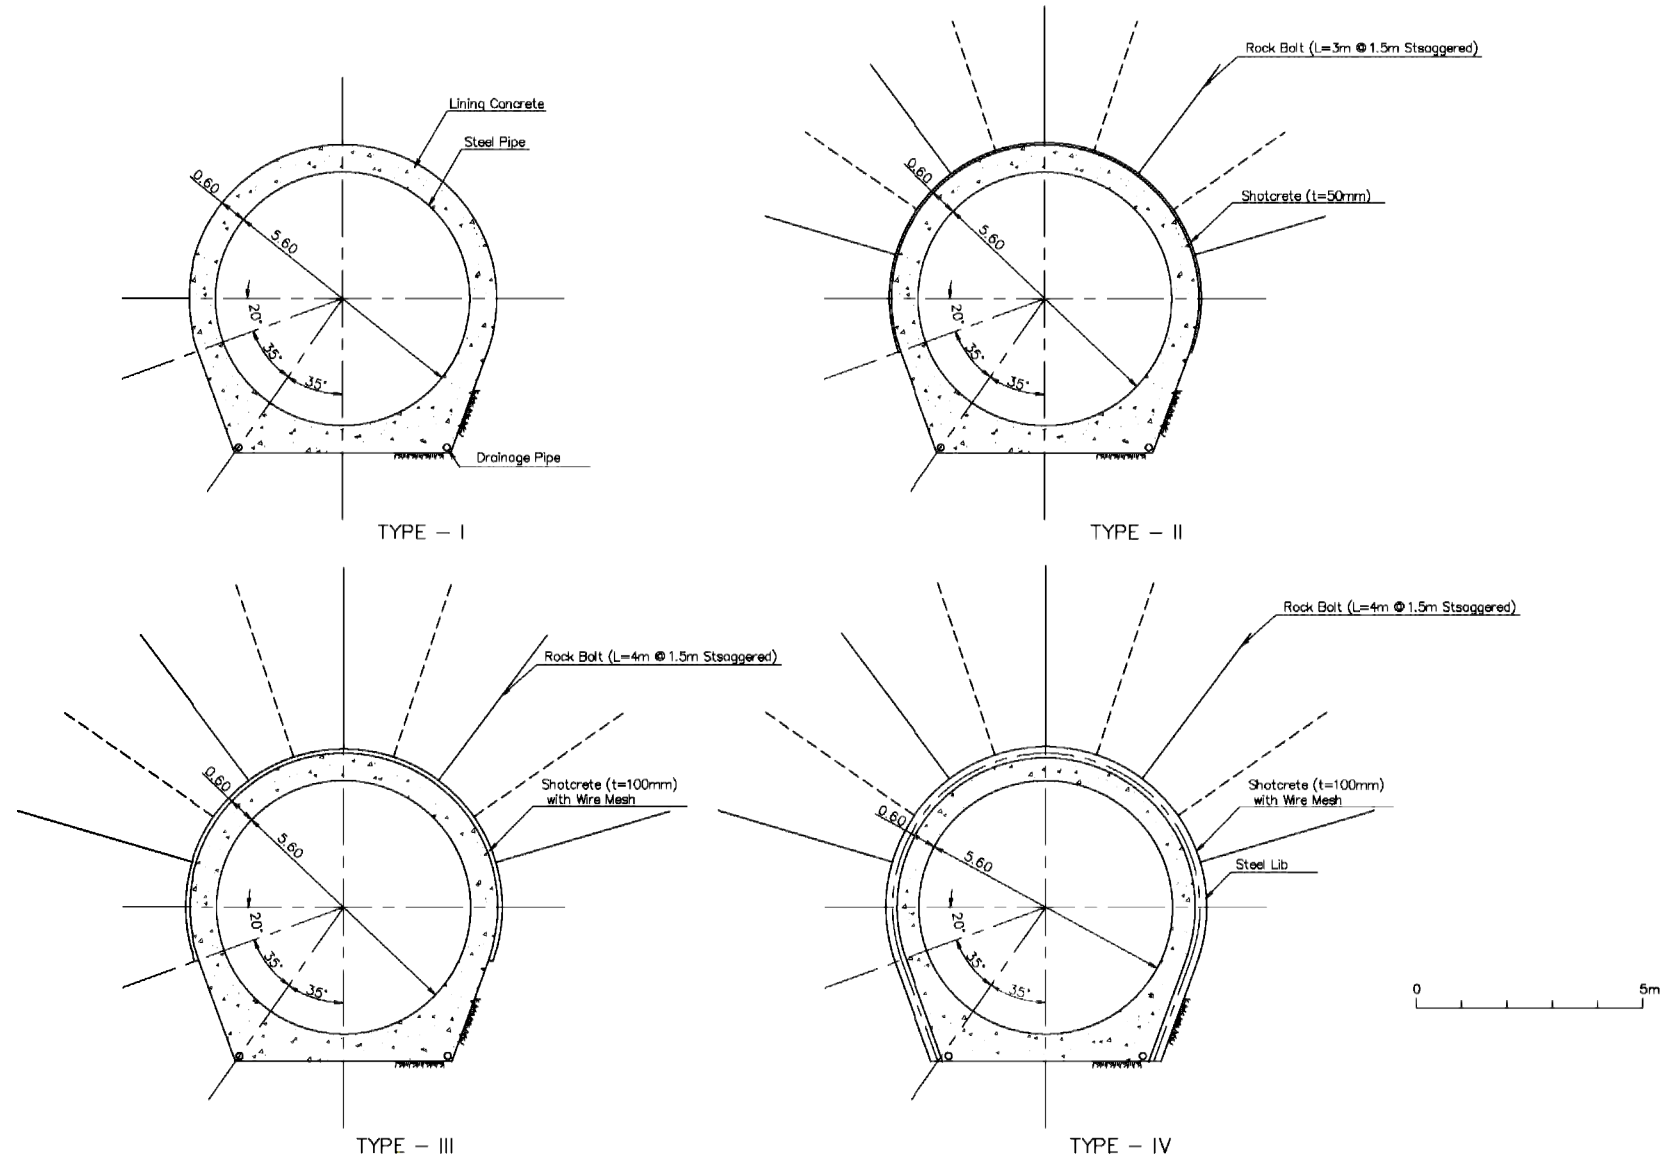 Lining Concrete
Steel Pipe
0.60
5.60
20°
35°
35°
Drainage Pipe
TYPE - I
Rock Bolt (L=3m @ 1.5m Stsaggered)
Shotcrete (t=50mm)
0.60
5.60
20°
35°
35°
TYPE - II
Rock Bolt (L=4m @ 1.5m Stsaggered)
Shotcrete (t=100mm)
with Wire Mesh
0.60
5.60
20°
35°
35°
TYPE - III
Rock Bolt (L=4m @ 1.5m Stsaggered)
Shotcrete (t=100mm)
with Wire Mesh
Steel Lib
0.60
5.60
20°
35°
35°
TYPE - IV
0 5m